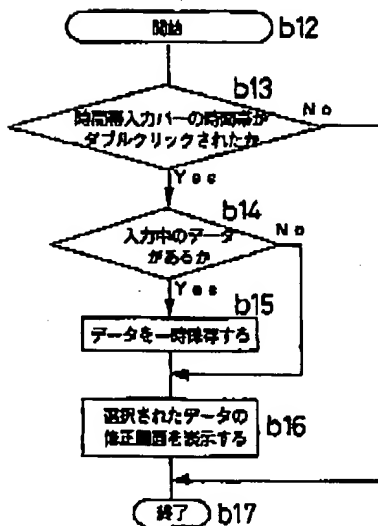 開始 b12
b13
時間帯入力バーの時間帯が No
ダブルクリックされたか
Yes
b14
入力中のデータ No
があるか
Yes
b15
データを一時保存する
選択されたデータの
修正画面を表示する b16
終了 b17